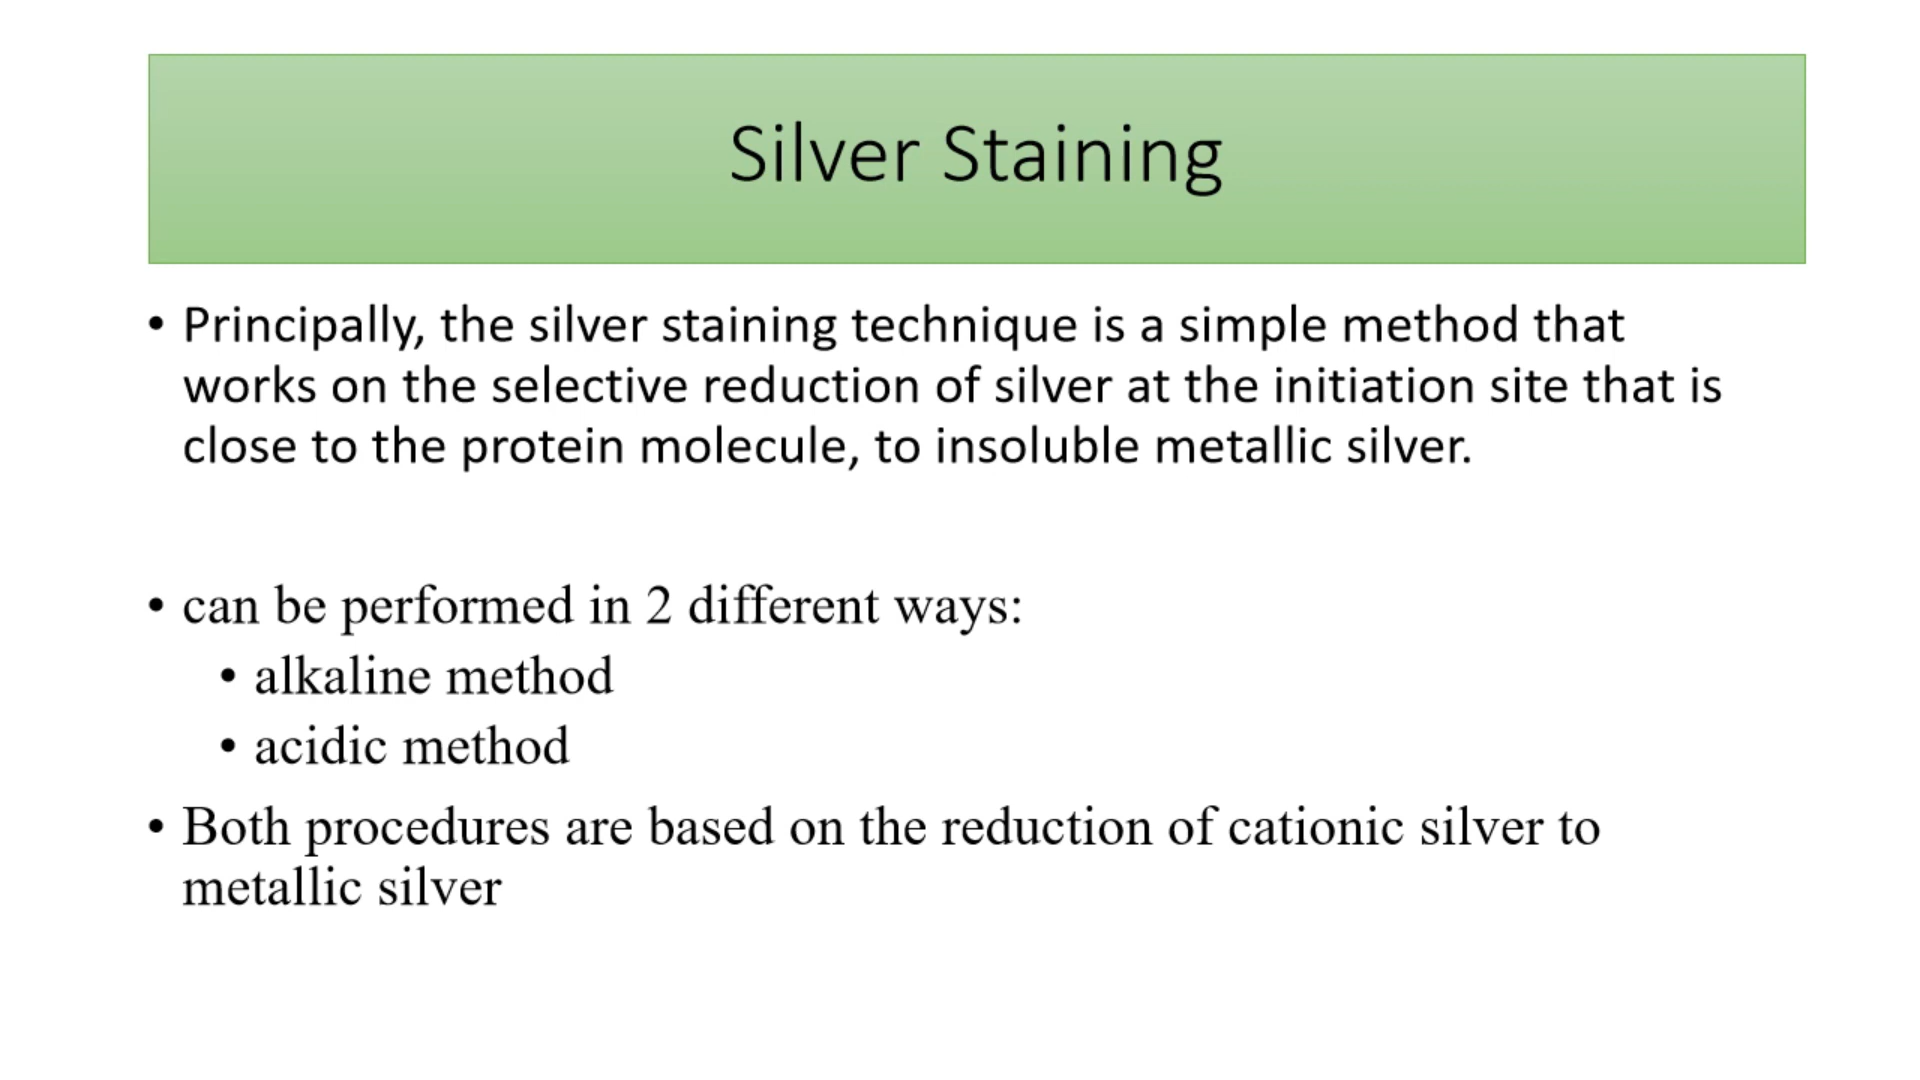 Silver Staining
• Principally, the silver staining technique is a simple method that
works on the selective reduction of silver at the initiation site that is
close to the protein molecule, to insoluble metallic silver.
• can be performed in 2 different ways:
• alkaline method
• acidic method
• Both procedures are based on the reduction of cationic silver to
metallic silver